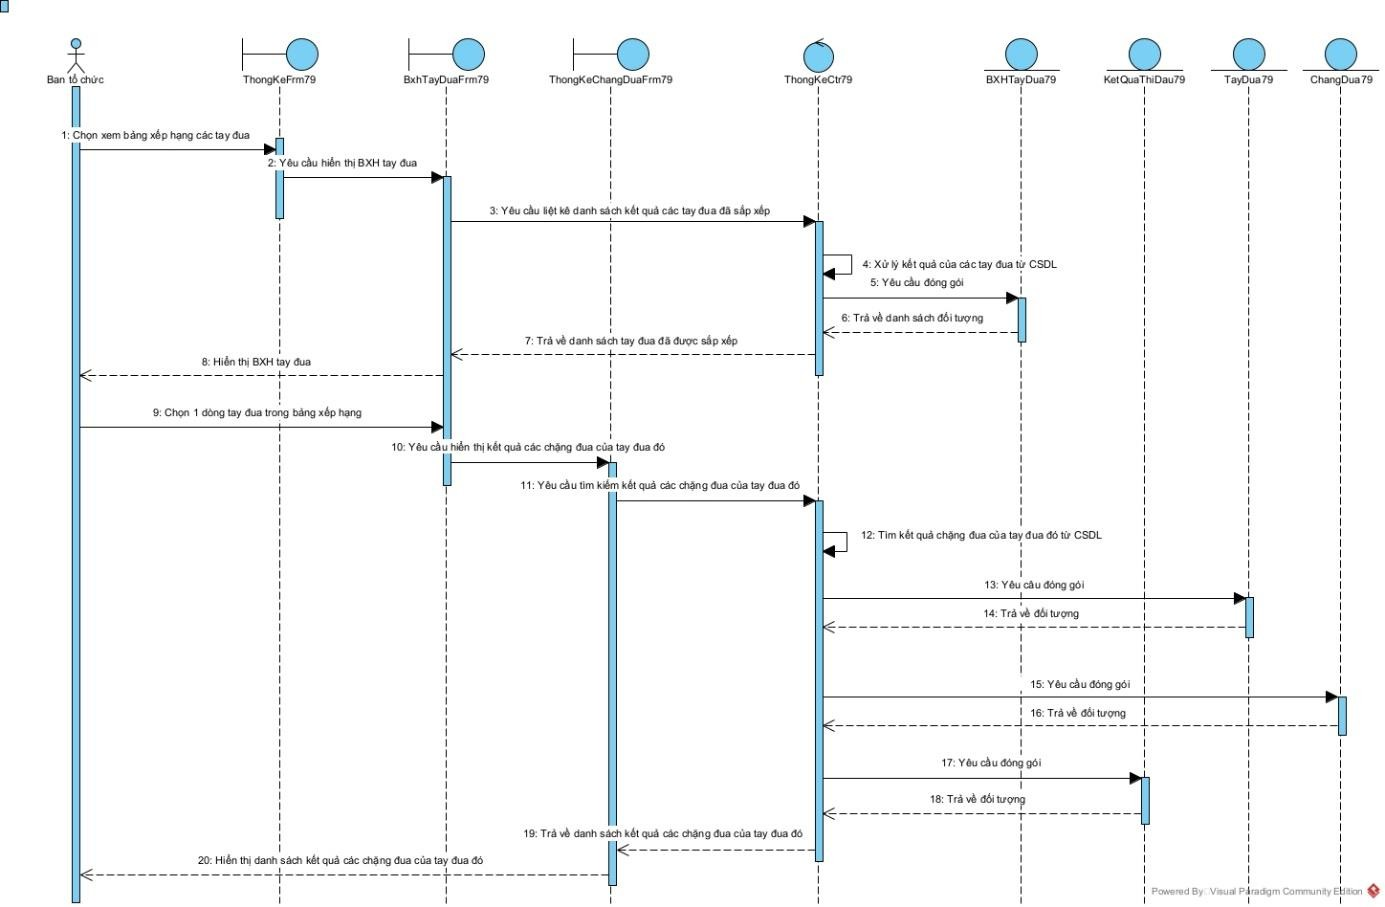 Ban tổ chức
ThongKeFrm79
BxhTayDuaFrm79
ThongKeChangDuaFrm79
ThongKeCtr79
BXHTayDua79
KetQuaThiDau79
TayDua79
ChangDua79
1: Chọn xem bảng xếp hạng các tay đua
2: Yêu cầu hiển thị BXH tay đua
3: Yêu cầu liệt kê danh sách kết quả các tay đua đã sắp xếp
4: Xử lý kết quả của các tay đua từ CSDL
5: Yêu cầu đóng gói
6: Trả về danh sách đối tượng
7: Trả về danh sách tay đua đã được sắp xếp
8: Hiển thị BXH tay đua
9: Chọn 1 dòng tay đua trong bảng xếp hạng
10: Yêu cầu hiển thị kết quả các chặng đua của tay đua đó
11: Yêu cầu tìm kiếm kết quả các chặng đua của tay đua đó
12: Tìm kết quả chặng đua của tay đua đó từ CSDL
13: Yêu câu đóng gói
14: Trả về đối tượng
15: Yêu cầu đóng gói
16: Trả về đối tượng
17: Yêu cầu đóng gói
18: Trả về đối tượng
19: Trả về danh sách kết quả các chặng đua của tay đua đó
20: Hiển thị danh sách kết quả các chặng đua của tay đua đó
Powered By Visual Paradigm Community Edition